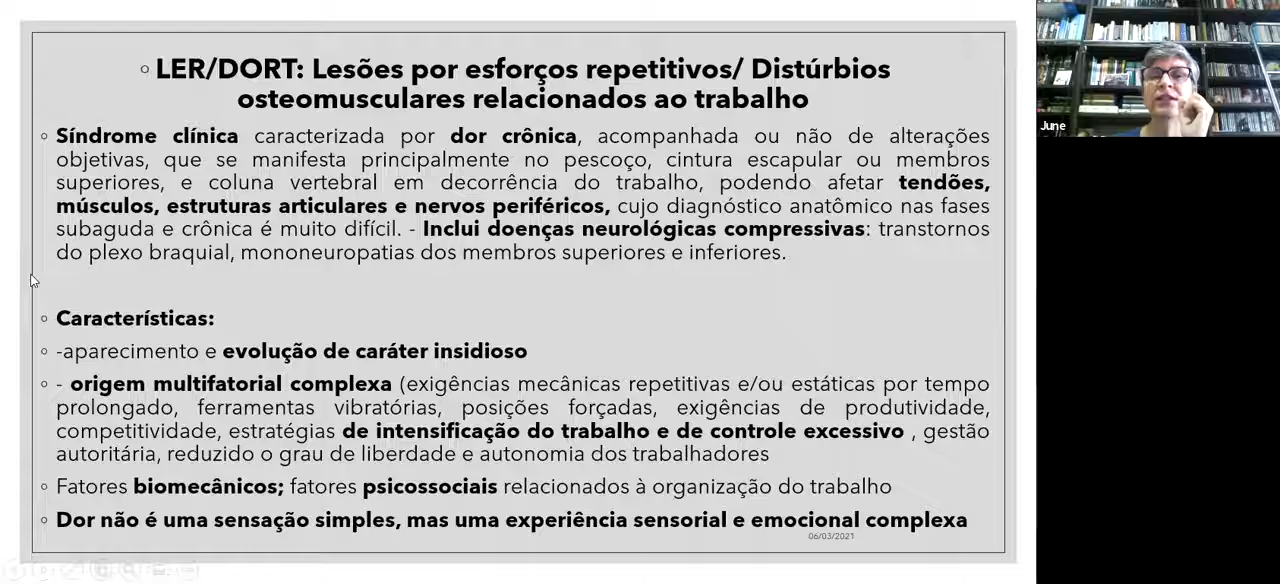 ◦ LER/DORT: Lesões por esforços repetitivos/ Distúrbios
osteomusculares relacionados ao trabalho
◦ Síndrome clínica caracterizada por dor crônica, acompanhada ou não de alterações
objetivas, que se manifesta principalmente no pescoço, cintura escapular ou membros
superiores, e coluna vertebral em decorrência do trabalho, podendo afetar tendões,
músculos, estruturas articulares e nervos periféricos, cujo diagnóstico anatômico nas fases
subaguda e crônica é muito difícil. - Inclui doenças neurológicas compressivas: transtornos
do plexo braquial, mononeuropatias dos membros superiores e inferiores.
◦ Características:
◦ -aparecimento e evolução de caráter insidioso
◦ - origem multifatorial complexa (exigências mecânicas repetitivas e/ou estáticas por tempo
prolongado, ferramentas vibratórias, posições forçadas, exigências de produtividade,
competitividade, estratégias de intensificação do trabalho e de controle excessivo , gestão
autoritária, reduzido o grau de liberdade e autonomia dos trabalhadores
◦ Fatores biomecânicos; fatores psicossociais relacionados à organização do trabalho
◦ Dor não é uma sensação simples, mas uma experiência sensorial e emocional complexa
06/03/2021
June